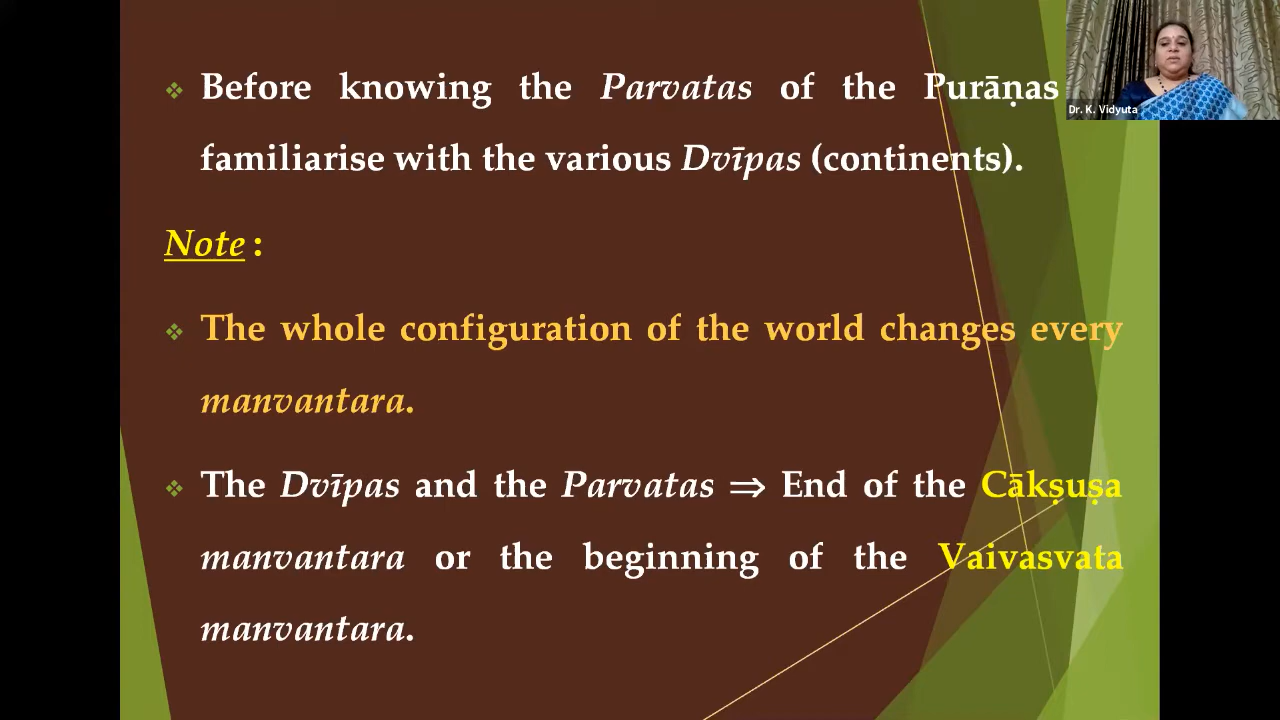 ❖ Before knowing the Parvatas of the Purāṇas
familiarise with the various Dvīpas (continents).
Note :
❖ The whole configuration of the world changes every
manvantara.
❖ The Dvīpas and the Parvatas ⇒ End of the Cākṣuṣa
manvantara or the beginning of the Vaivasvata
manvantara.
Dr. K. Vidyuta